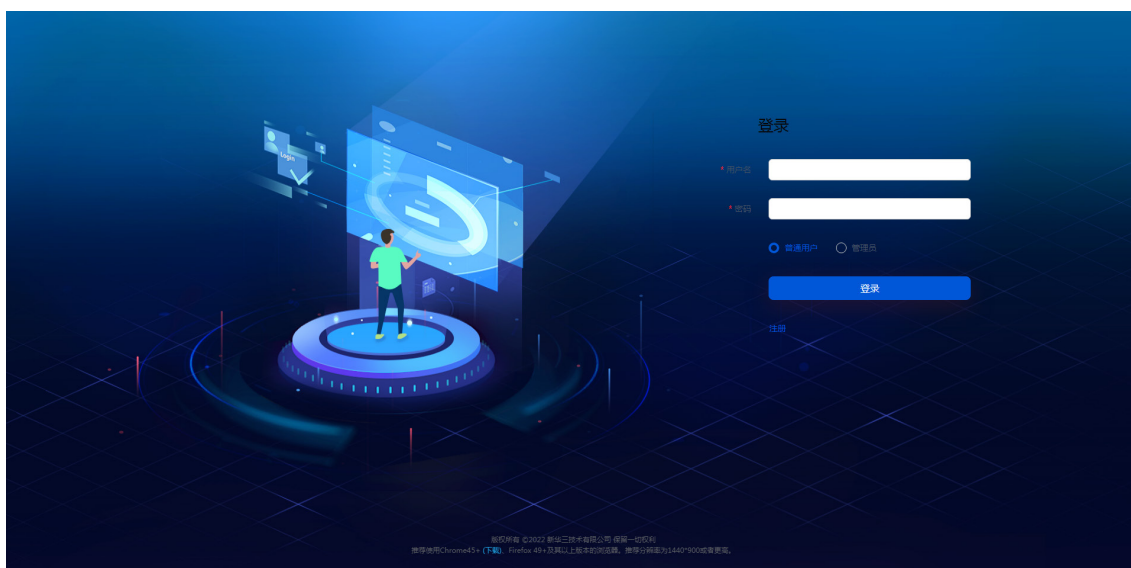 Login
登录
* 用户名
* 密码
普通用户 管理员
登录
注册
版权所有 ©2022 新华三技术有限公司 保留一切权利
推荐使用Chrome45+ (下载)、Firefox 49+及其以上版本的浏览器。推荐分辨率为1440*900或者更高。